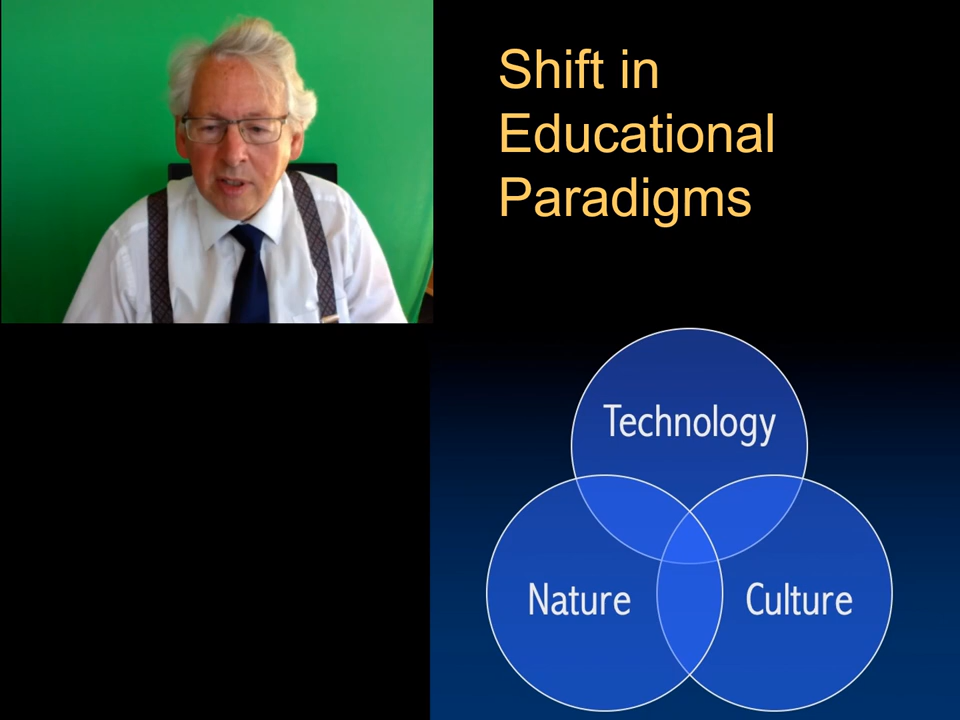 Shift in
Educational
Paradigms
Technology
Nature
Culture